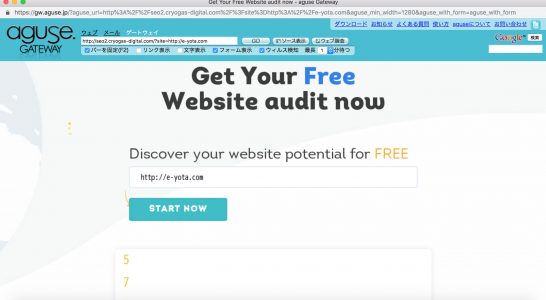 Get Your Free Website audit now - aguse Gateway
https://gw.aguse.jp/?aguse_url=http%3A%2F%2Fseo2.cryogas-digital.com%2F%3Fsite%3Dhttp%3A%2F%2Fe-yota.com&aguse_min_width=1280&aguse_with_form=aguse_with_form
aguse.
GATEWAY
ウェブ メール ゲートウェイ
ダウンロード お知らせ よくある質問 使い方 aguseについて お問い合わせ
http://seo2.cryogas-digital.com/?site=http://e-yota.com
GO ソース表示 ウェブ調査
Google 検索
バーを固定(F2) リンク表示 文字表示 フォーム表示 ウィルス検知 最長 1 分待つ
Get Your Free
Website audit now
Discover your website potential for FREE
http://e-yota.com
START NOW
5
7